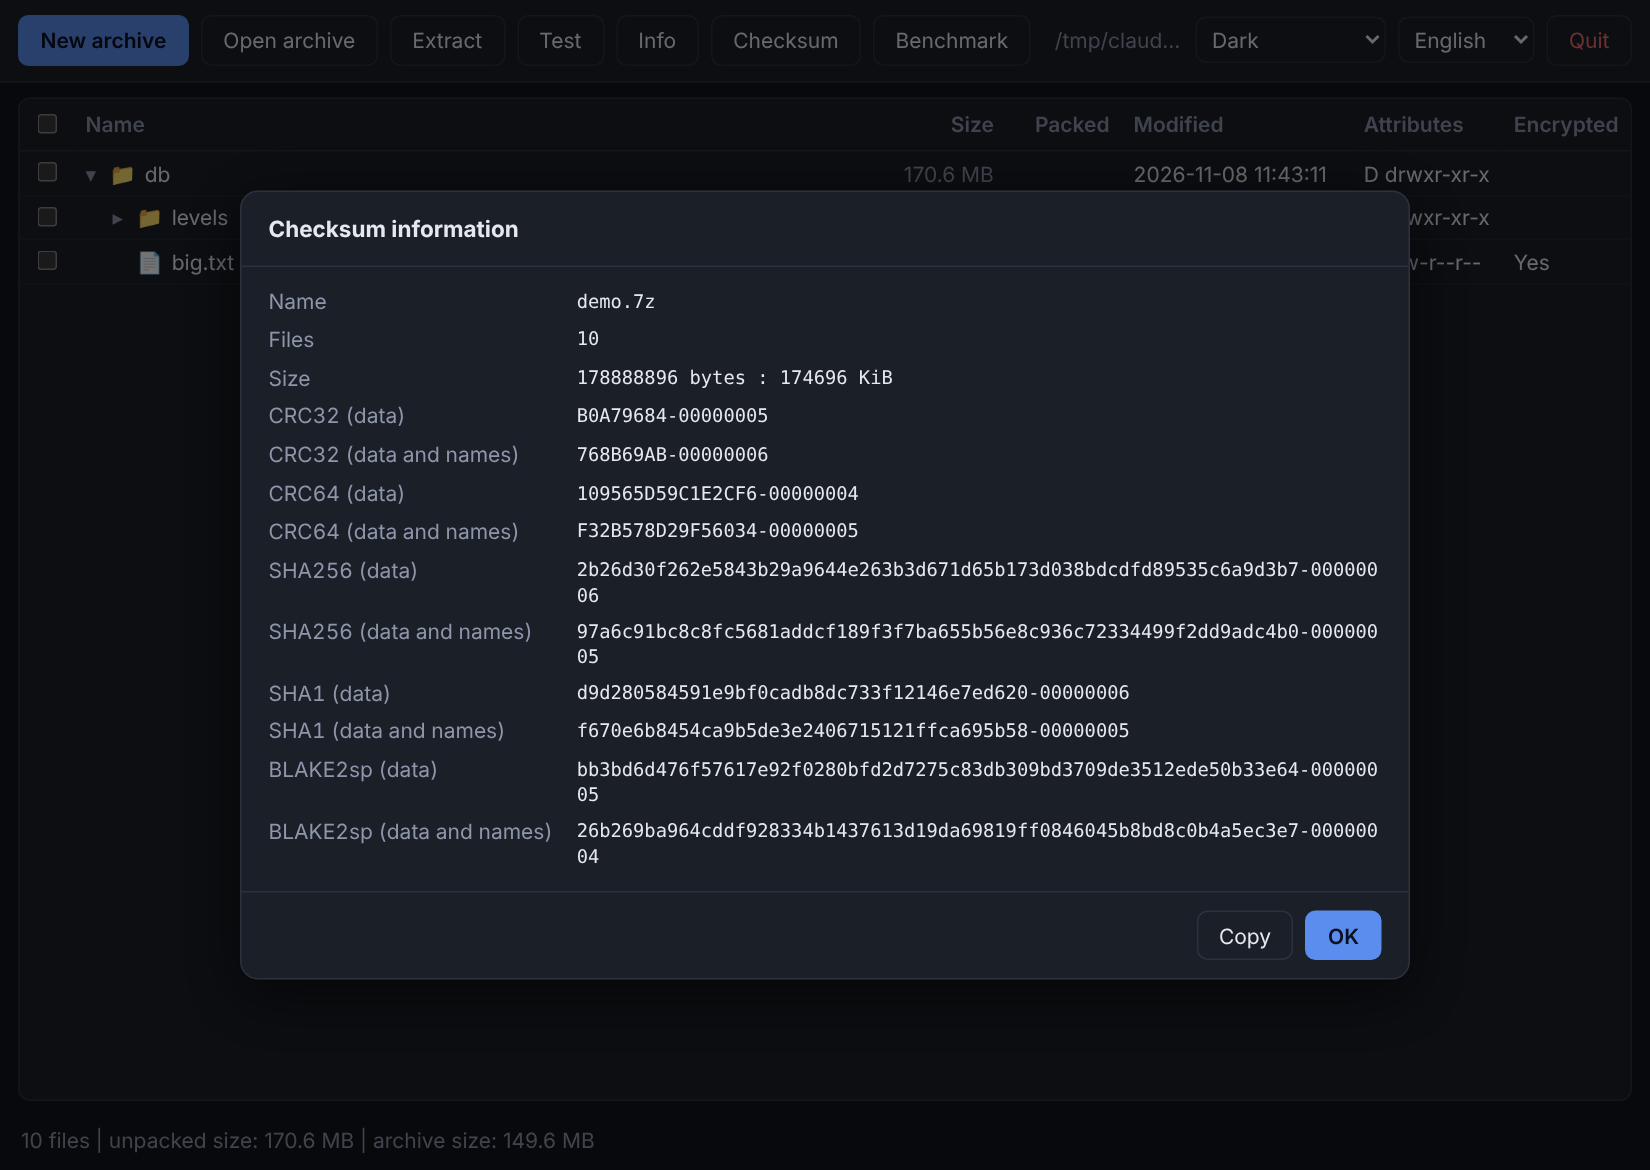 New archive Open archive Extract Test Info Checksum Benchmark /tmp/claud... Dark English Quit
Name Size Packed Modified Attributes Encrypted
db 170.6 MB 2026-11-08 11:43:11 D drwxr-xr-x
levels wxr-xr-x
big.txt w-r--r-- Yes
Checksum information
Name demo.7z
Files 10
Size 178888896 bytes : 174696 KiB
CRC32 (data) B0A79684-00000005
CRC32 (data and names) 768B69AB-00000006
CRC64 (data) 109565D59C1E2CF6-00000004
CRC64 (data and names) F32B578D29F56034-00000005
SHA256 (data) 2b26d30f262e5843b29a9644e263b3d671d65b173d038bdcdfd89535c6a9d3b7-000000
06
SHA256 (data and names) 97a6c91bc8c8fc5681addcf189f3f7ba655b56e8c936c72334499f2dd9adc4b0-000000
05
SHA1 (data) d9d280584591e9bf0cadb8dc733f12146e7ed620-00000006
SHA1 (data and names) f670e6b8454ca9b5de3e2406715121ffca695b58-00000005
BLAKE2sp (data) bb3bd6d476f57617e92f0280bfd2d7275c83db309bd3709de3512ede50b33e64-000000
05
BLAKE2sp (data and names) 26b269ba964cddf928334b1437613d19da69819ff0846045b8bd8c0b4a5ec3e7-000000
04
Copy OK
10 files | unpacked size: 170.6 MB | archive size: 149.6 MB